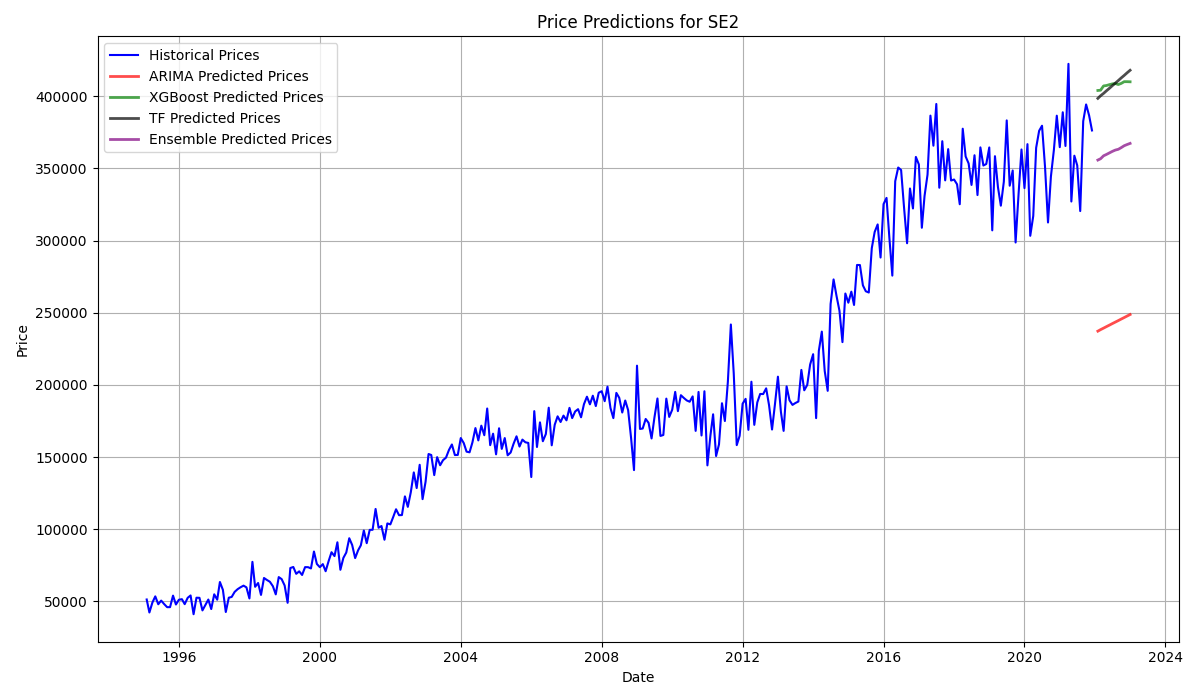 Price Predictions for SE2
Historical Prices
ARIMA Predicted Prices
XGBoost Predicted Prices
TF Predicted Prices
Ensemble Predicted Prices
Price
400000
350000
300000
250000
200000
150000
100000
50000
1996 2000 2004 2008 2012 2016 2020 2024
Date